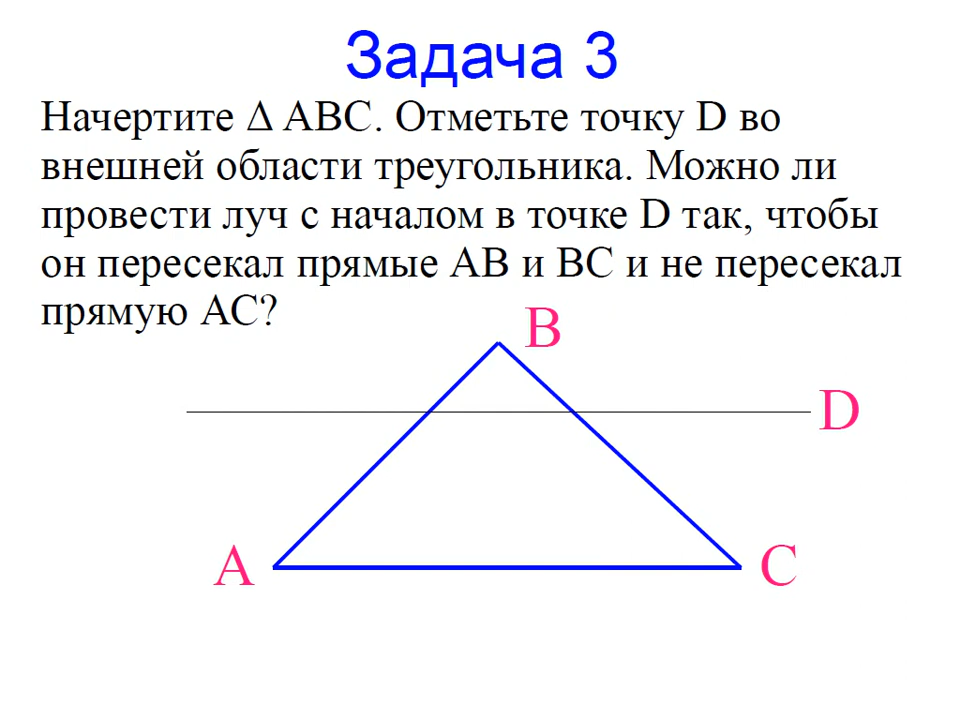 Задача 3
Начертите Δ ABC. Отметьте точку D во
внешней области треугольника. Можно ли
провести луч с началом в точке D так, чтобы
он пересекал прямые AB и BC и не пересекал
прямую AC?
B
D
A
C